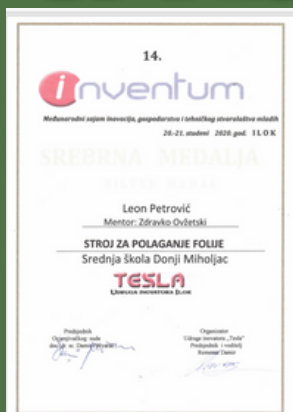 14.
inventum
Međunarodni sajam inovacija, gospodarstva i tehničkog stvaralaštva mladih
20.-21. studeni 2020. god. ILOK
SREBRNA MEDALJA
Leon Petrović
Mentor: Zdravko Ovžetski
STROJ ZA POLAGANJE FOLIJE
Srednja škola Donji Miholjac
TESLA
UDRUGA INOVATORA ILOK
Predsjednik
Organizator
Udruga inovatora „Tesla"
Predsjednik i voditelj